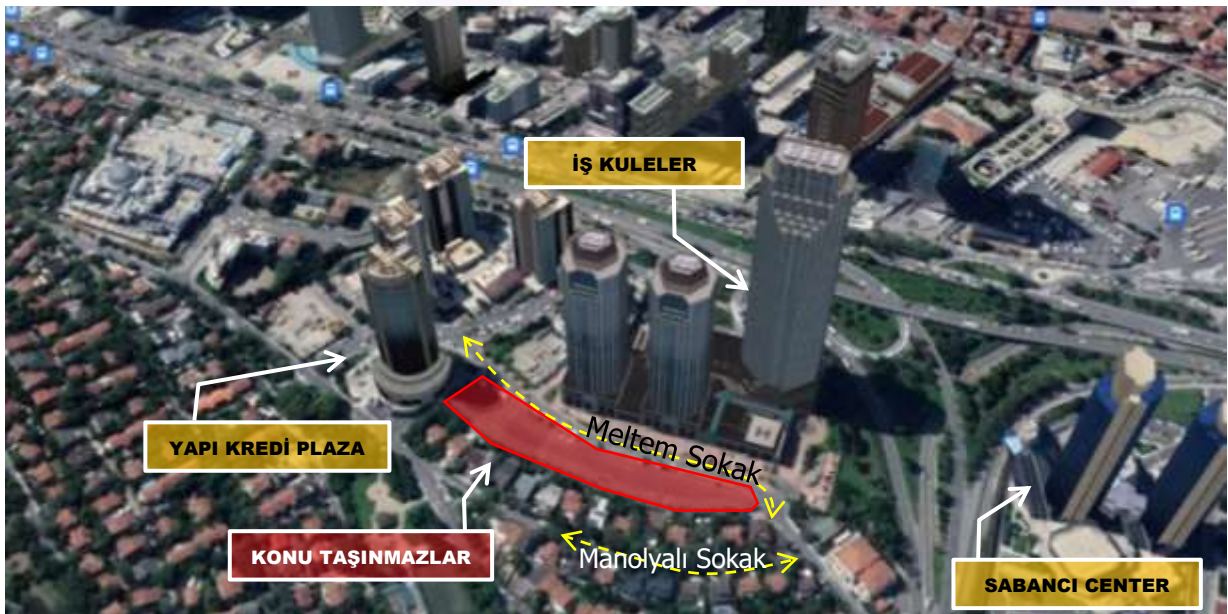 İŞ KULELER
YAPI KREDİ PLAZA
Meltem Sokak
KONU TAŞINMAZLAR
Manolyalı Sokak
SABANCI CENTER